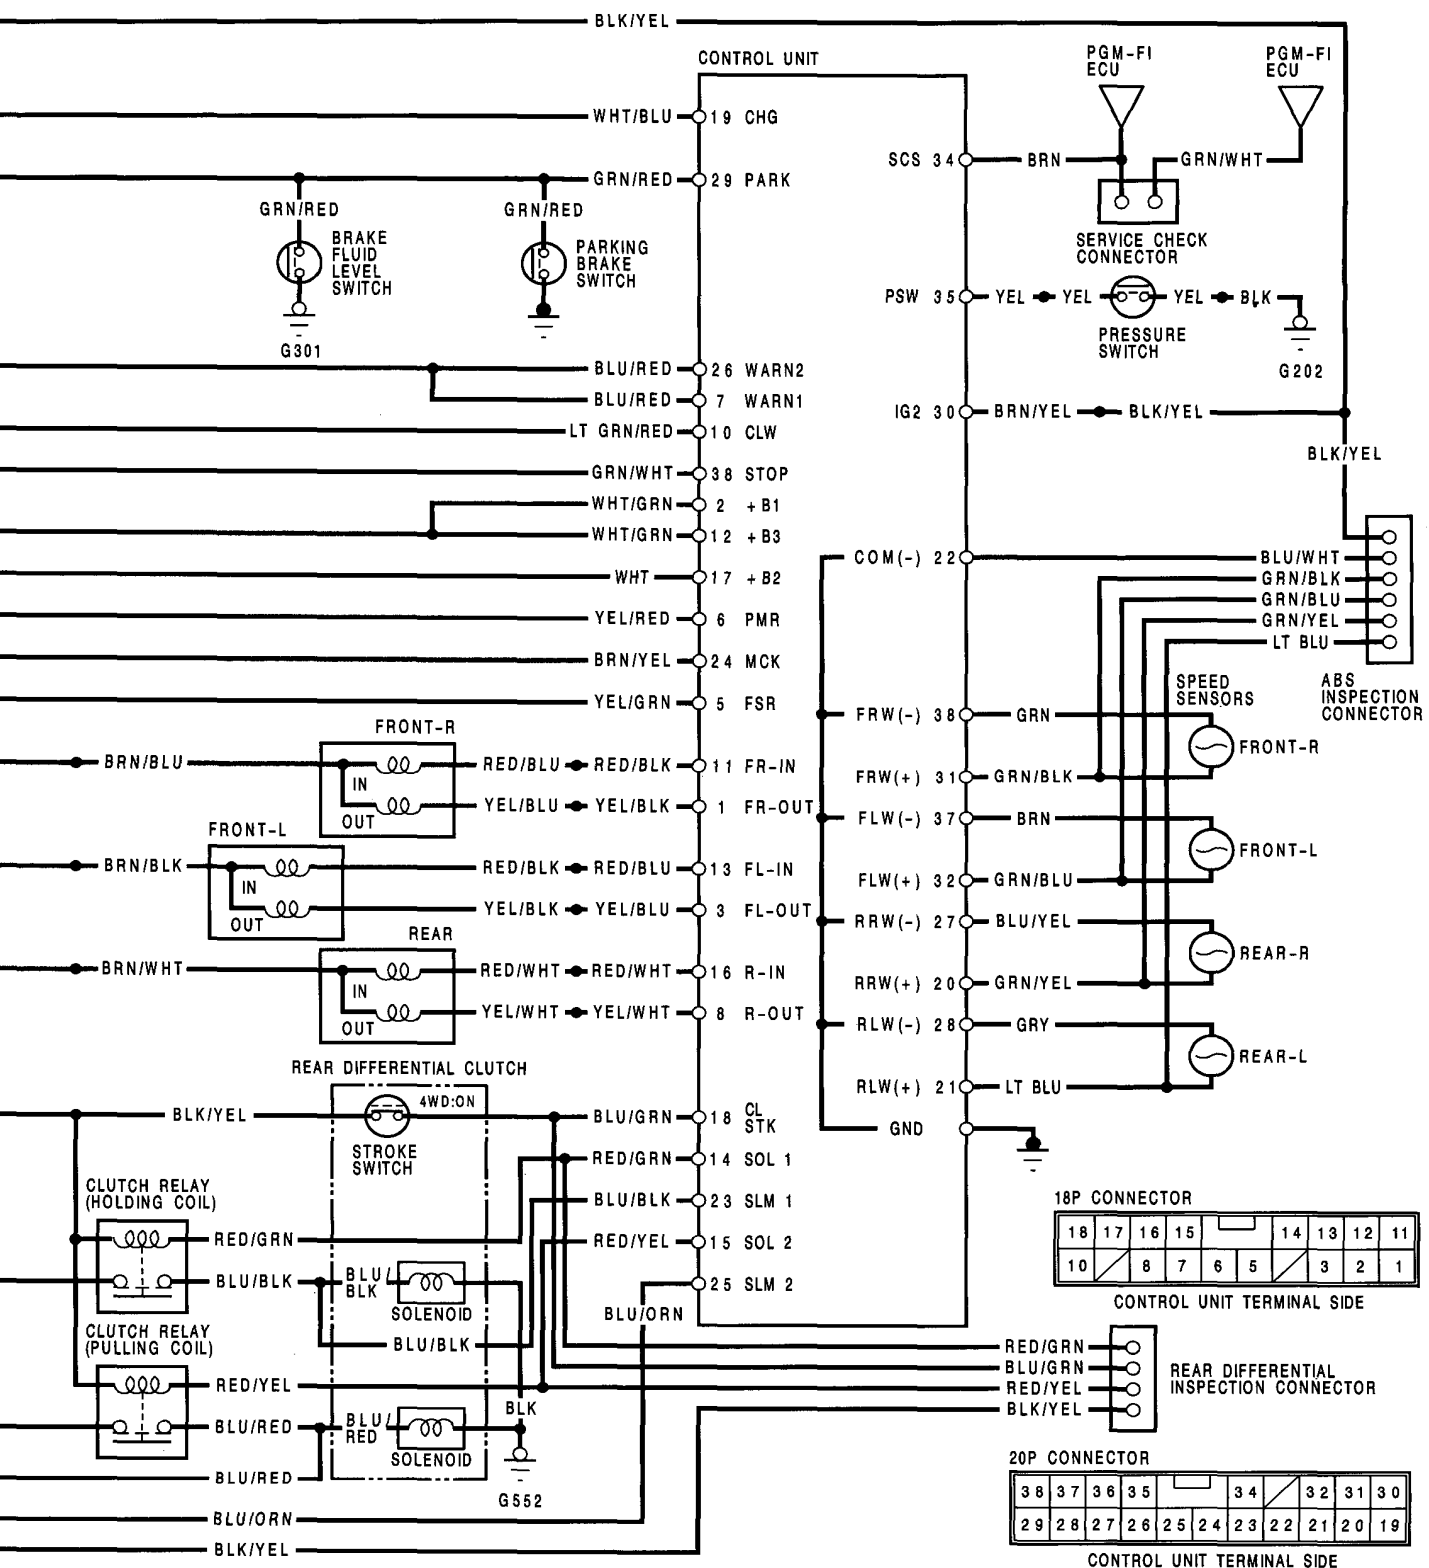 BLK/YEL
CONTROL UNIT
PGM-FI
ECU
PGM-FI
ECU
WHT/BLU
19 CHG
SCS 34
BRN
GRN/WHT
GRN/RED
29 PARK
GRN/RED
GRN/RED
BRAKE
FLUID
LEVEL
SWITCH
PARKING
BRAKE
SWITCH
SERVICE CHECK
CONNECTOR
G301
PSW 35
YEL
YEL
YEL
BLK
PRESSURE
SWITCH
G202
BLU/RED
26 WARN2
BLU/RED
7 WARN1
LT GRN/RED
10 CLW
IG2 30
BRN/YEL
BLK/YEL
BLK/YEL
GRN/WHT
38 STOP
WHT/GRN
2 +B1
WHT/GRN
12 +B3
WHT
17 +B2
YEL/RED
6 PMR
BRN/YEL
24 MCK
YEL/GRN
5 FSR
COM(-) 22
BLU/WHT
GRN/BLK
GRN/BLU
GRN/YEL
LT BLU
ABS
INSPECTION
CONNECTOR
SPEED
SENSORS
FRONT-R
BRN/BLU
IN
OUT
RED/BLU
RED/BLK
11 FR-IN
YEL/BLU
YEL/BLK
1 FR-OUT
FRW(-) 38
GRN
FRONT-R
FRW(+) 31
GRN/BLK
FRONT-L
BRN/BLK
IN
OUT
RED/BLK
RED/BLU
13 FL-IN
YEL/BLK
YEL/BLU
3 FL-OUT
FLW(-) 37
BRN
FRONT-L
FLW(+) 32
GRN/BLU
REAR
BRN/WHT
IN
OUT
RED/WHT
RED/WHT
16 R-IN
YEL/WHT
YEL/WHT
8 R-OUT
RRW(-) 27
BLU/YEL
REAR-R
RRW(+) 20
GRN/YEL
RLW(-) 28
GRY
REAR-L
RLW(+) 21
LT BLU
GND
REAR DIFFERENTIAL CLUTCH
4WD:ON
BLK/YEL
STROKE
SWITCH
BLU/GRN
18 CL
STK
RED/GRN
14 SOL 1
BLU/BLK
23 SLM 1
RED/YEL
15 SOL 2
25 SLM 2
BLU/ORN
CLUTCH RELAY
(HOLDING COIL)
RED/GRN
BLU/BLK
BLU/
BLK
SOLENOID
BLU/BLK
CLUTCH RELAY
(PULLING COIL)
RED/YEL
BLK
BLU/RED
BLU/
RED
SOLENOID
BLU/RED
G552
BLU/ORN
BLK/YEL
18P CONNECTOR
18 17 16 15 14 13 12 11
10 8 7 6 5 3 2 1
CONTROL UNIT TERMINAL SIDE
RED/GRN
BLU/GRN
RED/YEL
BLK/YEL
REAR DIFFERENTIAL
INSPECTION CONNECTOR
20P CONNECTOR
38 37 36 35 34 32 31 30
29 28 27 26 25 24 23 22 21 20 19
CONTROL UNIT TERMINAL SIDE